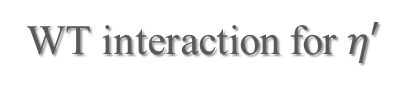 WT interaction for η′